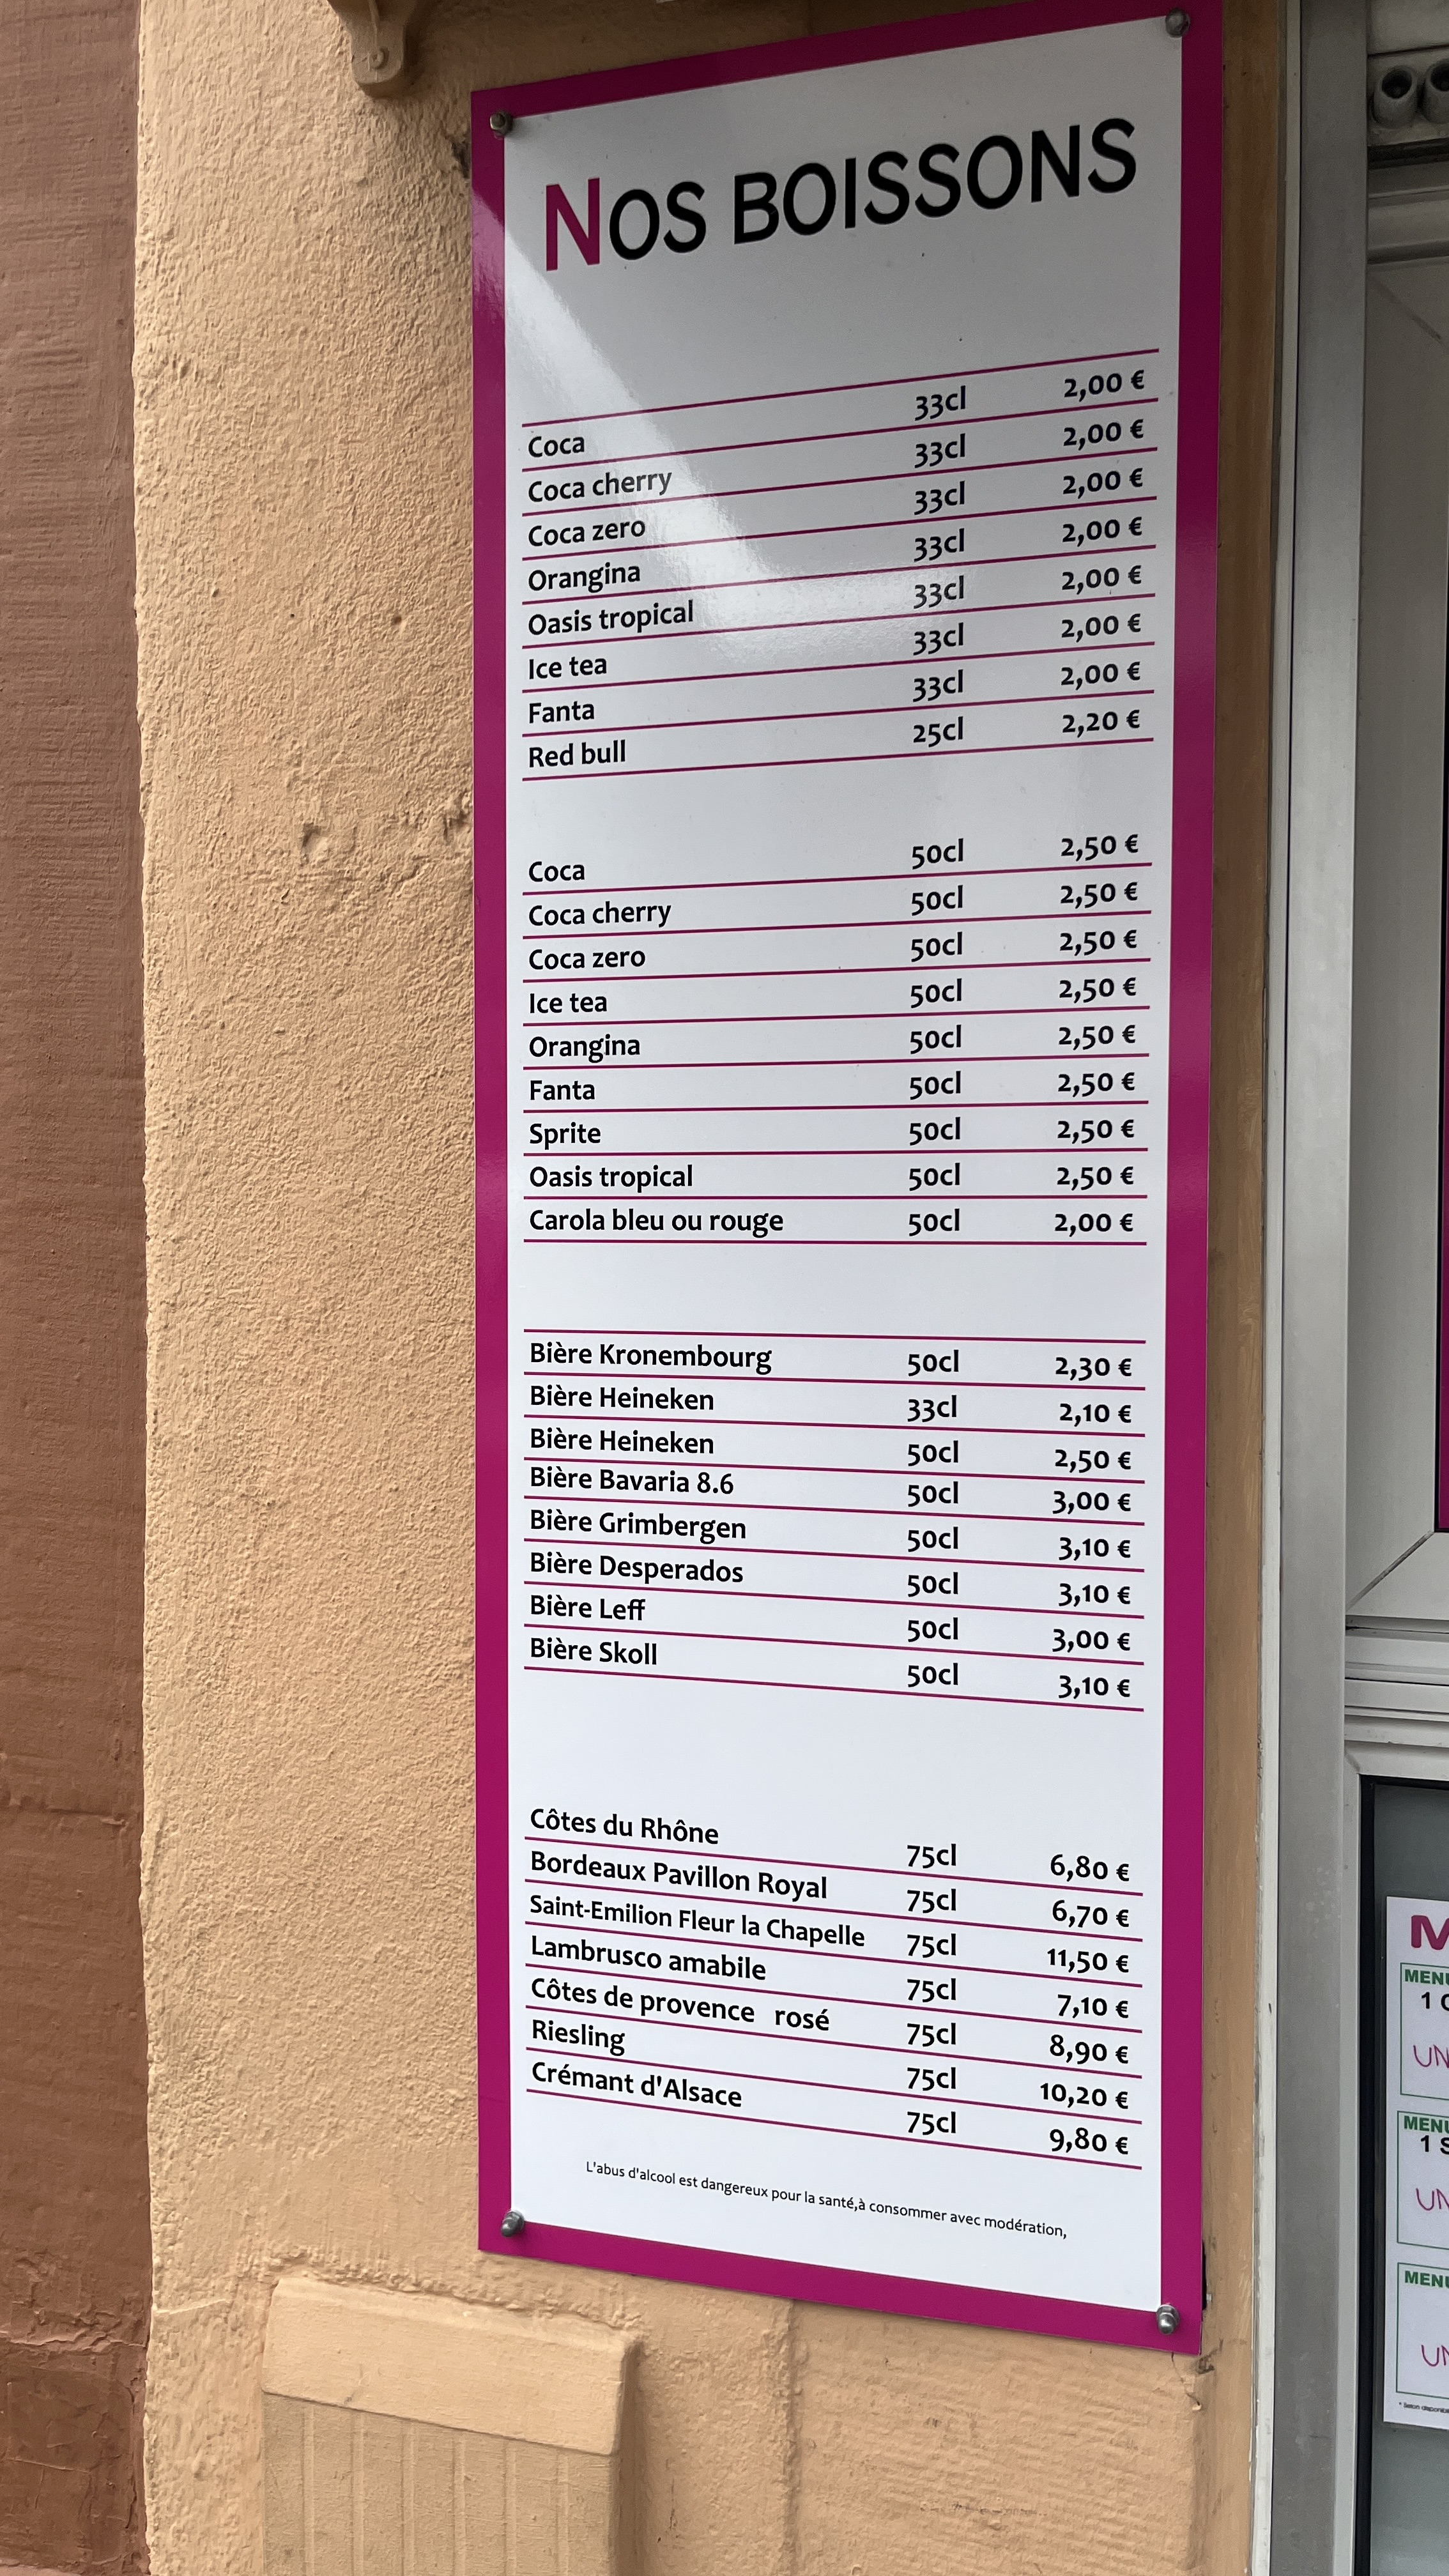 NOS BOISSONS
Coca 33cl 2,00 €
Coca cherry 33cl 2,00 €
Coca zero 33cl 2,00 €
Orangina 33cl 2,00 €
Oasis tropical 33cl 2,00 €
Ice tea 33cl 2,00 €
Fanta 33cl 2,00 €
Red bull 25cl 2,20 €
Coca 50cl 2,50 €
Coca cherry 50cl 2,50 €
Coca zero 50cl 2,50 €
Ice tea 50cl 2,50 €
Orangina 50cl 2,50 €
Fanta 50cl 2,50 €
Sprite 50cl 2,50 €
Oasis tropical 50cl 2,50 €
Carola bleu ou rouge 50cl 2,00 €
Bière Kronembourg 50cl 2,30 €
Bière Heineken 33cl 2,10 €
Bière Heineken 50cl 2,50 €
Bière Bavaria 8.6 50cl 3,00 €
Bière Grimbergen 50cl 3,10 €
Bière Desperados 50cl 3,10 €
Bière Leff 50cl 3,00 €
Bière Skoll 50cl 3,10 €
Côtes du Rhône 75cl 6,80 €
Bordeaux Pavillon Royal 75cl 6,70 €
Saint-Emilion Fleur la Chapelle 75cl 11,50 €
Lambrusco amabile 75cl 7,10 €
Côtes de provence rosé 75cl 8,90 €
Riesling 75cl 10,20 €
Crémant d'Alsace 75cl 9,80 €
L'abus d'alcool est dangereux pour la santé,à consommer avec modération,
M
MENU
1
UN
MENU
1 S
UN
MENU
UN